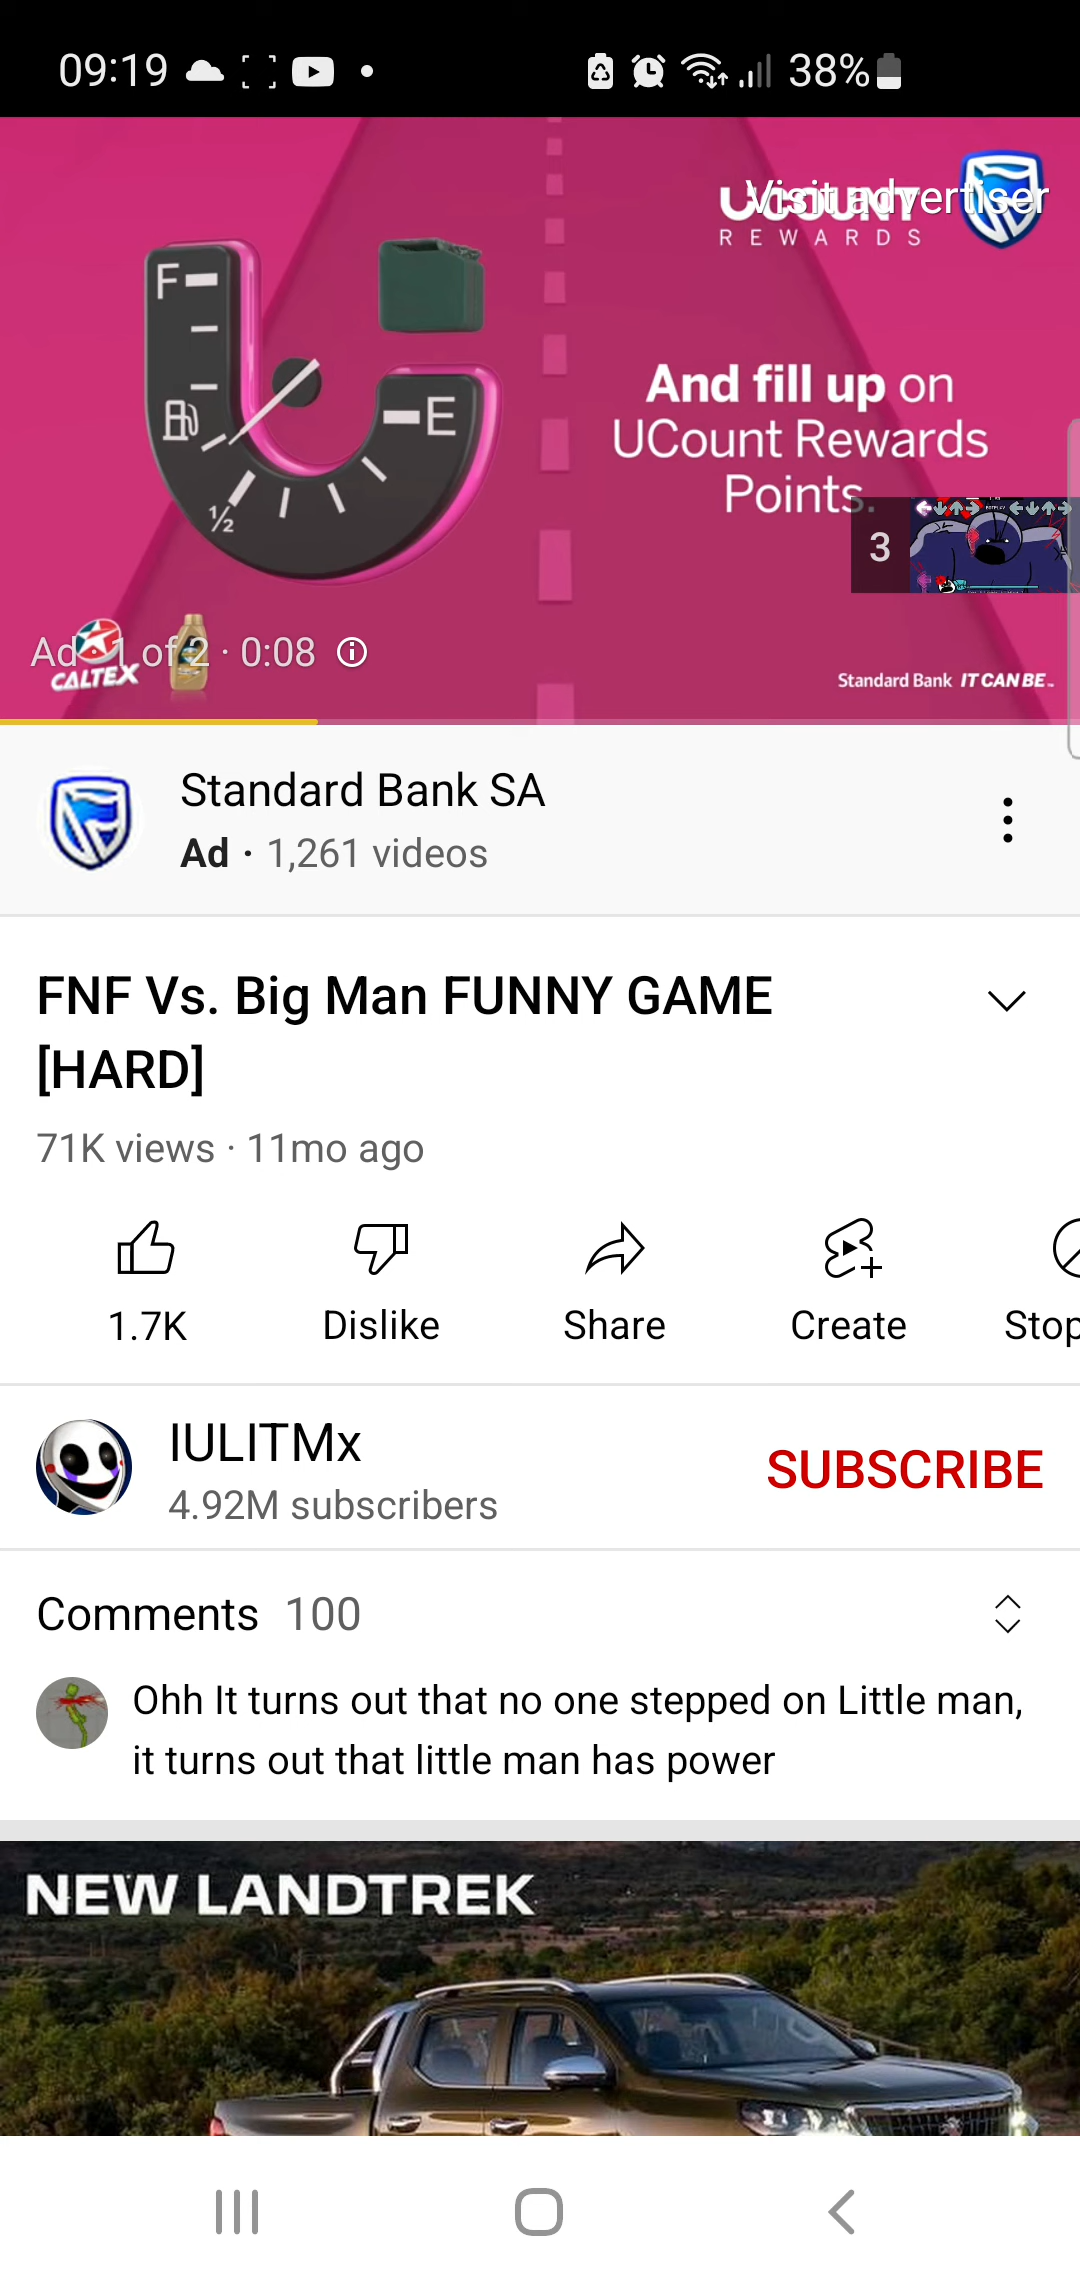 09:19
38%
UCOUNT
REWARDS
Visit advertiser
F
E
1/2
And fill up on
UCount Rewards
Points.
3
Ad · 1 of 2 · 0:08
CALTEX
Standard Bank IT CAN BE™
Standard Bank SA
Ad · 1,261 videos
FNF Vs. Big Man FUNNY GAME
[HARD]
71K views · 11mo ago
1.7K
Dislike
Share
Create
Stop
IULITMx
4.92M subscribers
SUBSCRIBE
Comments 100
Ohh It turns out that no one stepped on Little man,
it turns out that little man has power
NEW LANDTREK